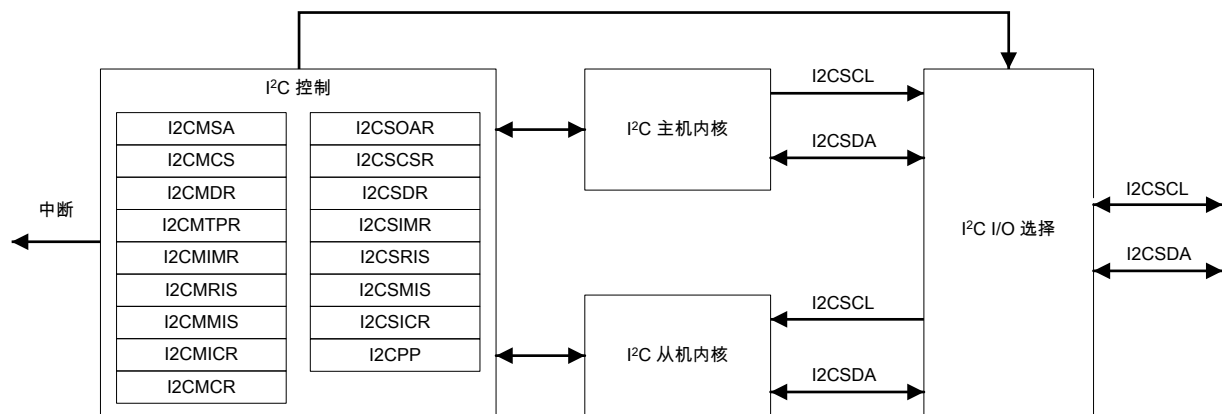 I²C 控制
I2CMSA
I2CMCS
I2CMDR
I2CMTPR
I2CMIMR
I2CMRIS
I2CMMIS
I2CMICR
I2CMCR
I2CSOAR
I2CSCSR
I2CSDR
I2CSIMR
I2CSRIS
I2CSMIS
I2CSICR
I2CPP
中断
I²C 主机内核
I2CSCL
I2CSDA
I²C 从机内核
I2CSCL
I2CSDA
I²C I/O 选择
I2CSCL
I2CSDA